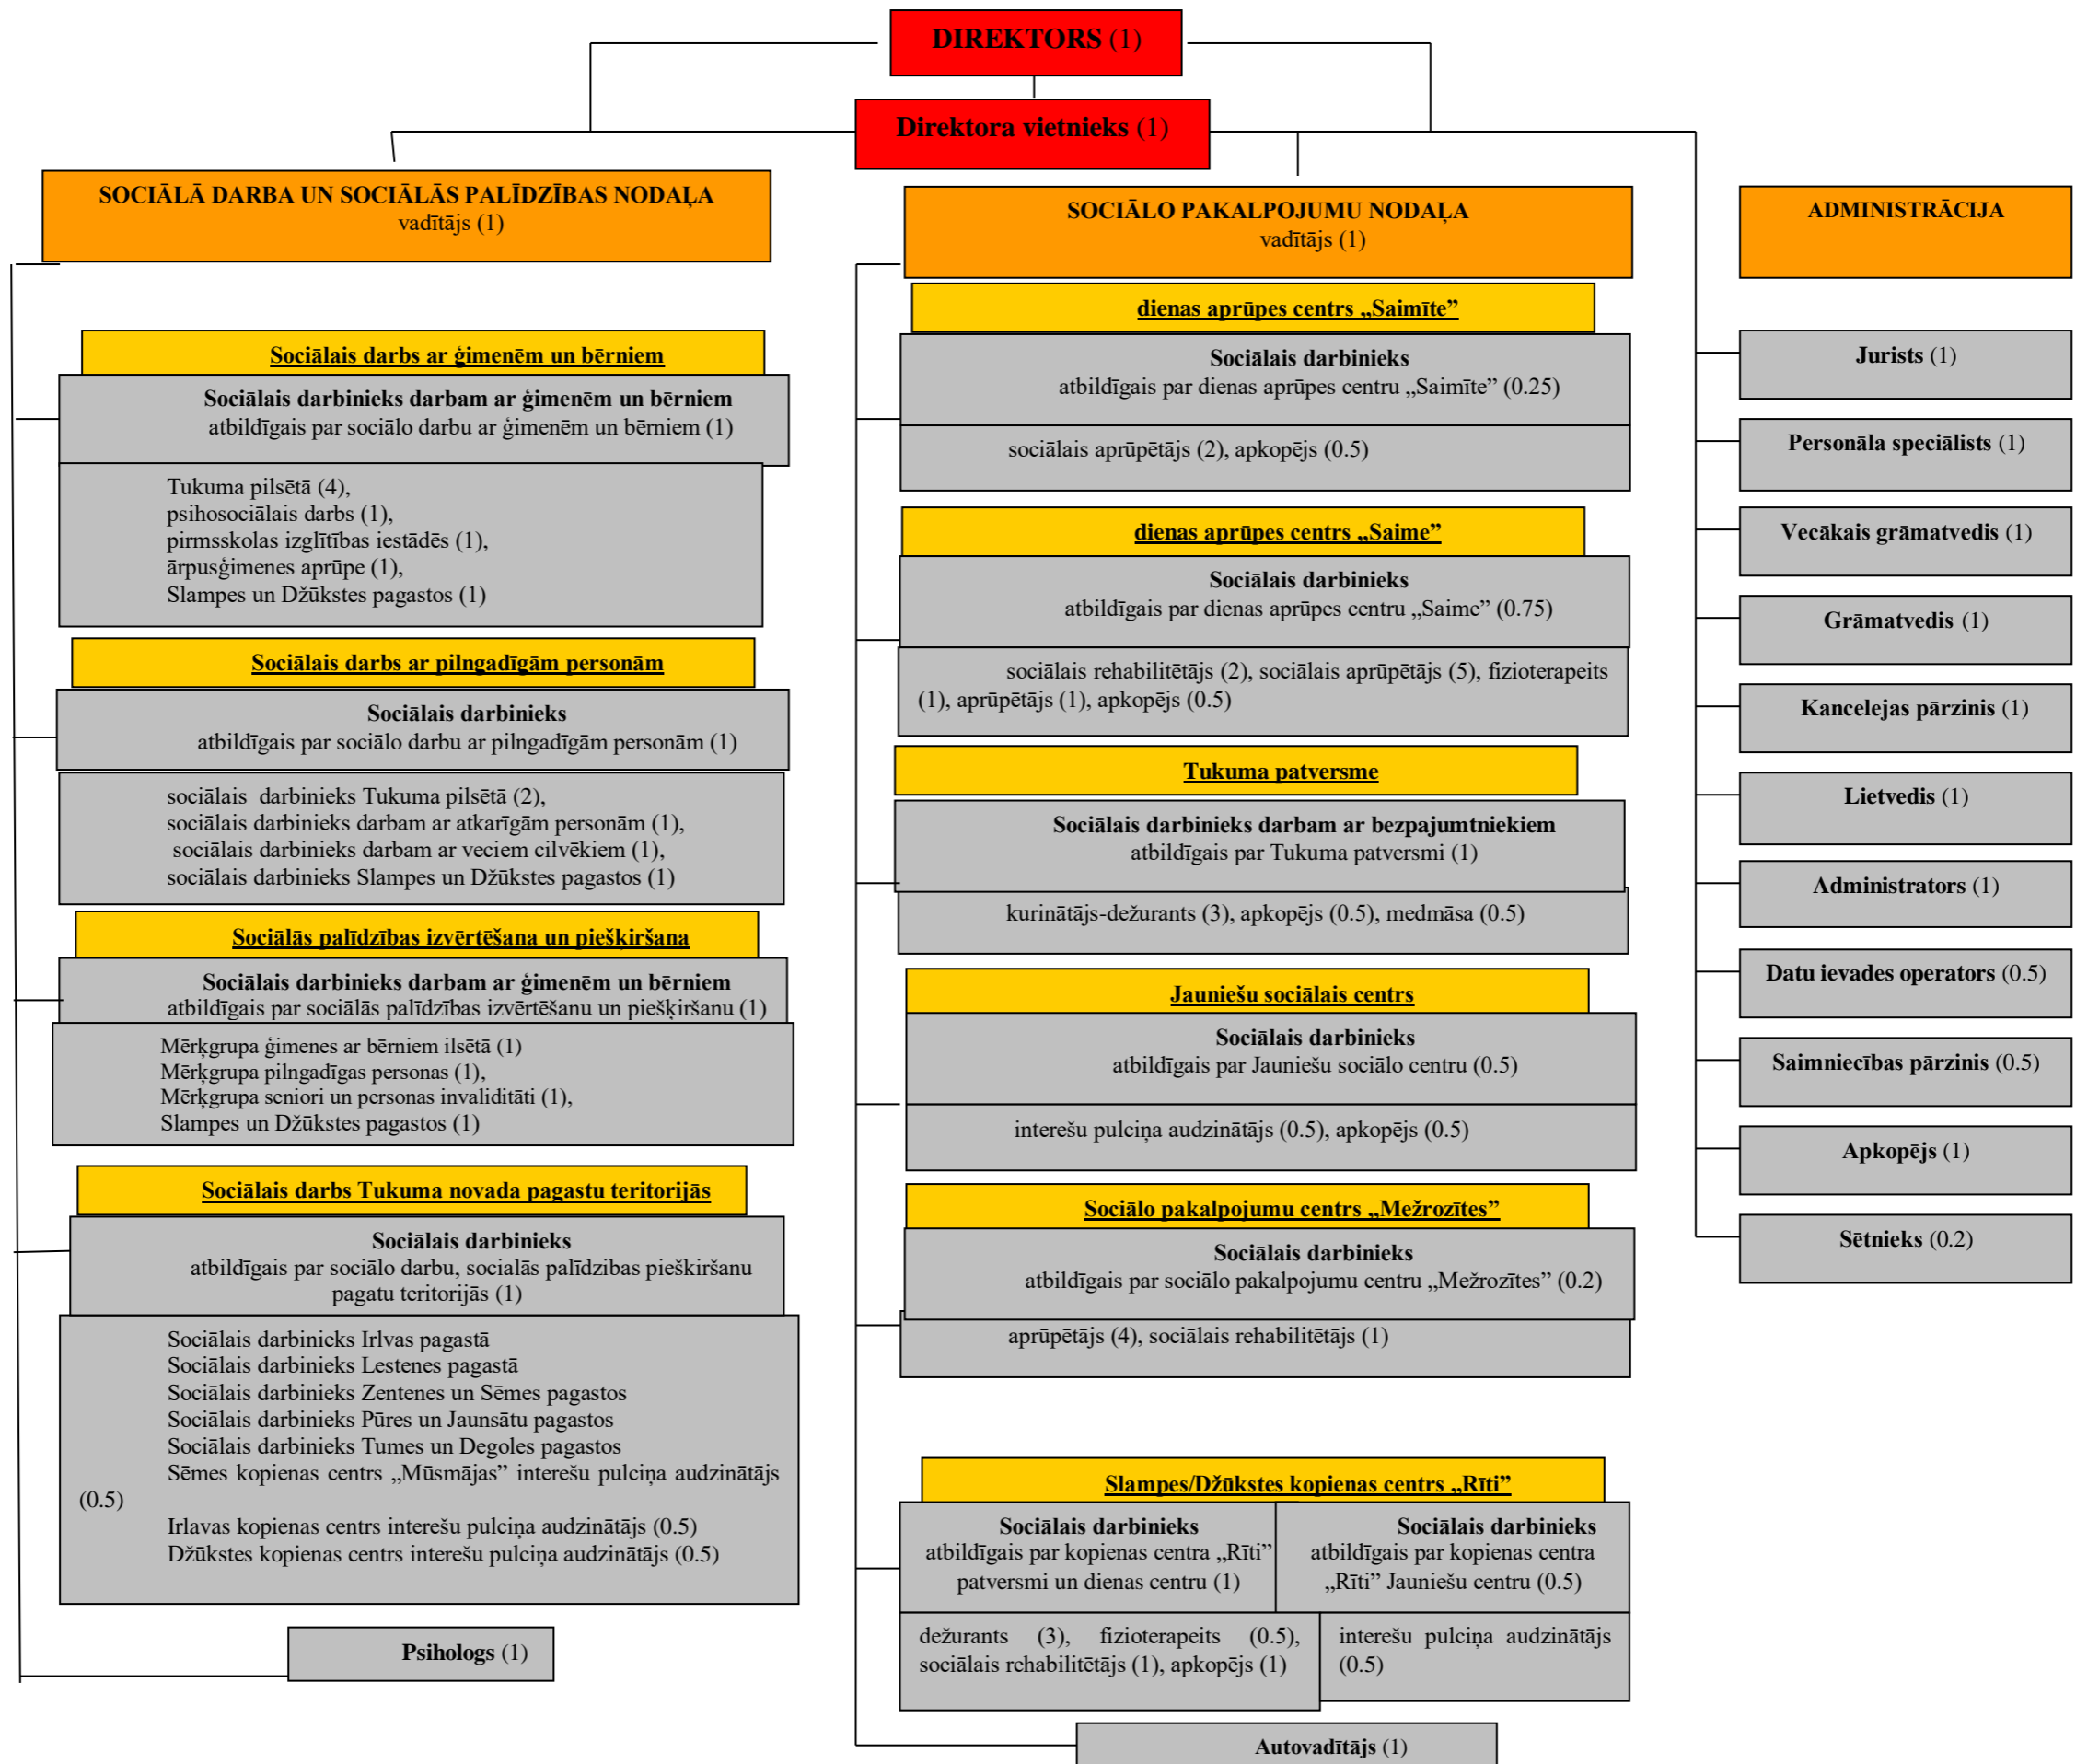 DIREKTORS (1)
Direktora vietnieks (1)
SOCIĀLĀ DARBA UN SOCIĀLĀS PALĪDZĪBAS NODAĻA
vadītājs (1)
Sociālais darbs ar ģimenēm un bērniem
Sociālais darbinieks darbam ar ģimenēm un bērniem
atbildīgais par sociālo darbu ar ģimenēm un bērniem (1)
Tukuma pilsētā (4),
psihosociālais darbs (1),
pirmsskolas izglītības iestādēs (1),
ārpusģimenes aprūpe (1),
Slampes un Džūkstes pagastos (1)
Sociālais darbs ar pilngadīgām personām
Sociālais darbinieks
atbildīgais par sociālo darbu ar pilngadīgām personām (1)
sociālais darbinieks Tukuma pilsētā (2),
sociālais darbinieks darbam ar atkarīgām personām (1),
sociālais darbinieks darbam ar veciem cilvēkiem (1),
sociālais darbinieks Slampes un Džūkstes pagastos (1)
Sociālās palīdzības izvērtēšana un piešķiršana
Sociālais darbinieks darbam ar ģimenēm un bērniem
atbildīgais par sociālās palīdzības izvērtēšanu un piešķiršanu (1)
Mērķgrupa ģimenes ar bērniem ilsētā (1)
Mērķgrupa pilngadīgas personas (1),
Mērķgrupa seniori un personas invaliditāti (1),
Slampes un Džūkstes pagastos (1)
Sociālais darbs Tukuma novada pagastu teritorijās
Sociālais darbinieks
atbildīgais par sociālo darbu, socialās palīdzibas pieškiršanu
pagatu teritorijās (1)
Sociālais darbinieks Irlvas pagastā
Sociālais darbinieks Lestenes pagastā
Sociālais darbinieks Zentenes un Sēmes pagastos
Sociālais darbinieks Pūres un Jaunsātu pagastos
Sociālais darbinieks Tumes un Degoles pagastos
Sēmes kopienas centrs „Mūsmājas” interešu pulciņa audzinātājs
(0.5)
Irlavas kopienas centrs interešu pulciņa audzinātājs (0.5)
Džūkstes kopienas centrs interešu pulciņa audzinātājs (0.5)
Psihologs (1)
SOCIĀLO PAKALPOJUMU NODAĻA
vadītājs (1)
dienas aprūpes centrs „Saimīte”
Sociālais darbinieks
atbildīgais par dienas aprūpes centru „Saimīte” (0.25)
sociālais aprūpētājs (2), apkopējs (0.5)
dienas aprūpes centrs „Saime”
Sociālais darbinieks
atbildīgais par dienas aprūpes centru „Saime” (0.75)
sociālais rehabilitētājs (2), sociālais aprūpētājs (5), fizioterapeits
(1), aprūpētājs (1), apkopējs (0.5)
Tukuma patversme
Sociālais darbinieks darbam ar bezpajumtniekiem
atbildīgais par Tukuma patversmi (1)
kurinātājs-dežurants (3), apkopējs (0.5), medmāsa (0.5)
Jauniešu sociālais centrs
Sociālais darbinieks
atbildīgais par Jauniešu sociālo centru (0.5)
interešu pulciņa audzinātājs (0.5), apkopējs (0.5)
Sociālo pakalpojumu centrs „Mežrozītes”
Sociālais darbinieks
atbildīgais par sociālo pakalpojumu centru „Mežrozītes” (0.2)
aprūpētājs (4), sociālais rehabilitētājs (1)
Slampes/Džūkstes kopienas centrs „Rīti”
Sociālais darbinieks
atbildīgais par kopienas centra „Rīti”
patversmi un dienas centru (1)
Sociālais darbinieks
atbildīgais par kopienas centra
„Rīti” Jauniešu centru (0.5)
dežurants (3), fizioterapeits (0.5),
sociālais rehabilitētājs (1), apkopējs (1)
interešu pulciņa audzinātājs
(0.5)
Autovadītājs (1)
ADMINISTRĀCIJA
Jurists (1)
Personāla speciālists (1)
Vecākais grāmatvedis (1)
Grāmatvedis (1)
Kancelejas pārzinis (1)
Lietvedis (1)
Administrators (1)
Datu ievades operators (0.5)
Saimniecības pārzinis (0.5)
Apkopējs (1)
Sētnieks (0.2)